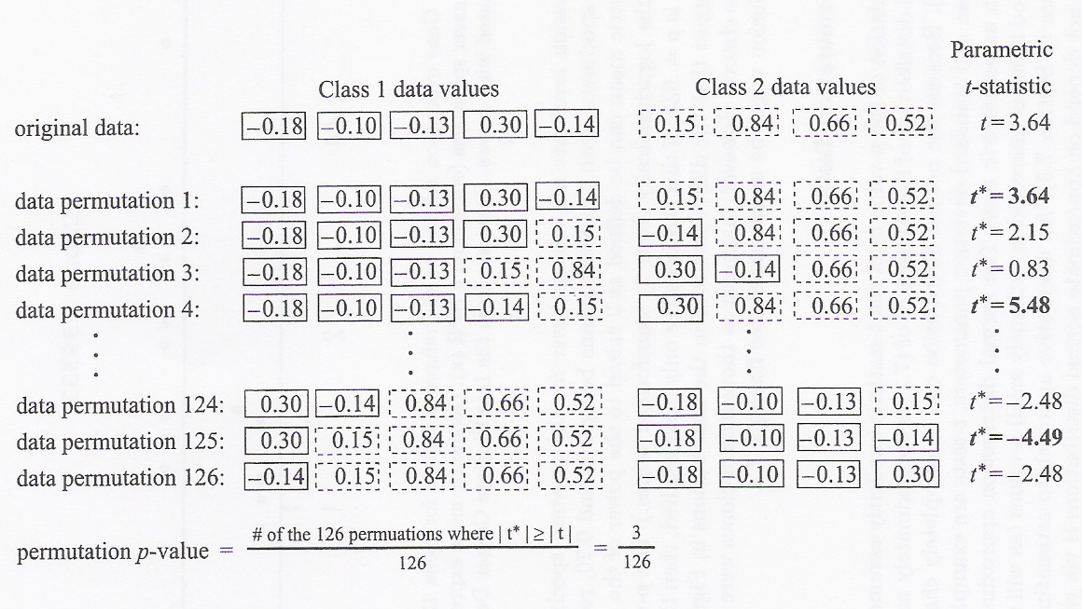 Parametric
Class 1 data values Class 2 data values t-statistic
original data: −0.18 −0.10 −0.13 0.30 −0.14 0.15 0.84 0.66 0.52 t = 3.64
data permutation 1: −0.18 −0.10 −0.13 0.30 −0.14 0.15 0.84 0.66 0.52 t* = 3.64
data permutation 2: −0.18 −0.10 −0.13 0.30 0.15 −0.14 0.84 0.66 0.52 t* = 2.15
data permutation 3: −0.18 −0.10 −0.13 0.15 0.84 0.30 −0.14 0.66 0.52 t* = 0.83
data permutation 4: −0.18 −0.10 −0.13 −0.14 0.15 0.30 0.84 0.66 0.52 t* = 5.48
data permutation 124: 0.30 −0.14 0.84 0.66 0.52 −0.18 −0.10 −0.13 0.15 t* = −2.48
data permutation 125: 0.30 0.15 0.84 0.66 0.52 −0.18 −0.10 −0.13 −0.14 t* = −4.49
data permutation 126: −0.14 0.15 0.84 0.66 0.52 −0.18 −0.10 −0.13 0.30 t* = −2.48
# of the 126 permuations where | t* | ≥ | t | 3
permutation p-value = =
126 126